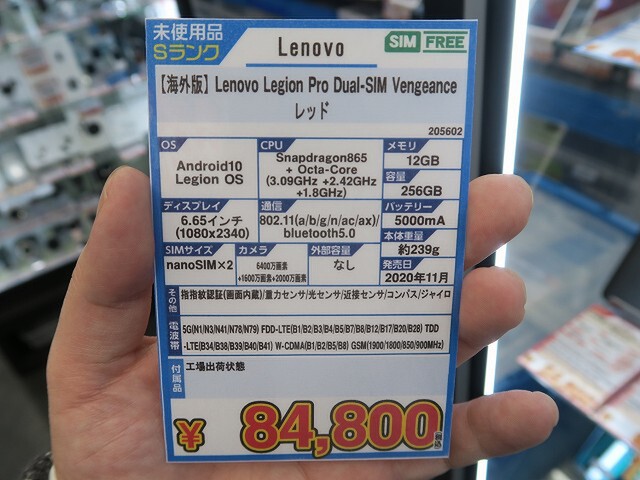 未使用品
Sランク
Lenovo
SIM FREE
【海外版】Lenovo Legion Pro Dual-SIM Vengeance
レッド
205602
OS
Android10
Legion OS
CPU
Snapdragon865
+ Octa-Core
(3.09GHz +2.42GHz
+1.8GHz)
メモリ
12GB
容量
256GB
ディスプレイ
6.65インチ
(1080x2340)
通信
802.11(a/b/g/n/ac/ax)/
bluetooth5.0
バッテリー
5000mA
本体重量
約239g
SIMサイズ
nanoSIM×2
カメラ
6400万画素
+1600万画素+2000万画素
外部容量
なし
発売日
2020年11月
その他
指指紋認証(画面内蔵)/重力センサ/光センサ/近接センサ/コンパス/ジャイロ
電波帯
5G(N1/N3/N41/N78/N79) FDD-LTE(B1/B2/B3/B4/B5/B7/B8/B12/B17/B20/B28) TDD
-LTE(B34/B38/B39/B40/B41) W-CDMA(B1/B2/B5/B8) GSM(1900/1800/850/900MHz)
付属品
工場出荷状態
¥ 84,800 税込